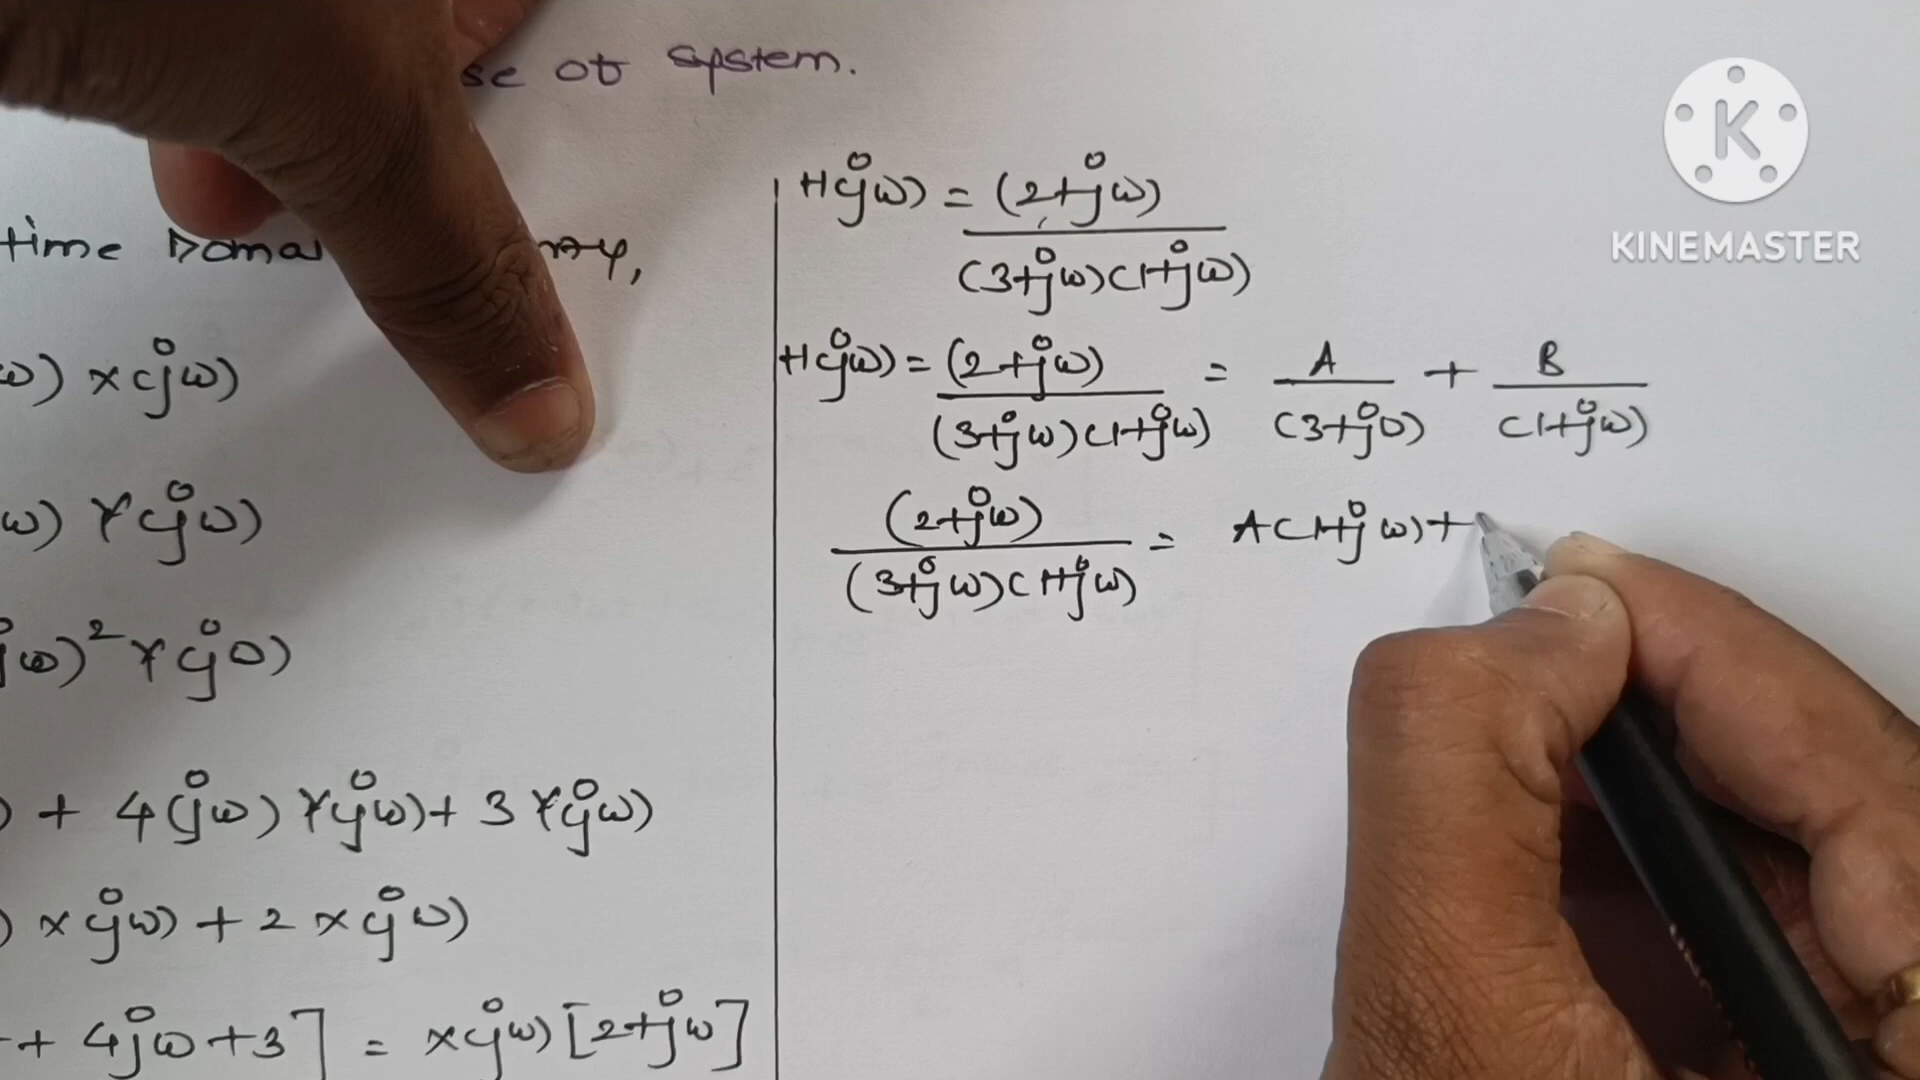 se of system.
time Domai
ω) X(jω)
ω) Y(jω)
jω)² Y(jω)
) + 4(jω) Y(jω) + 3 Y(jω)
) X(jω) + 2 X(jω)
+ 4jω + 3] = X(jω) [2+jω]
H(jω) = (2+jω) / (3+jω)(1+jω)
H(jω) = (2+jω) / (3+jω)(1+jω) = A / (3+jω) + B / (1+jω)
(2+jω) / (3+jω)(1+jω) = A(1+jω) +
K
KINEMASTER